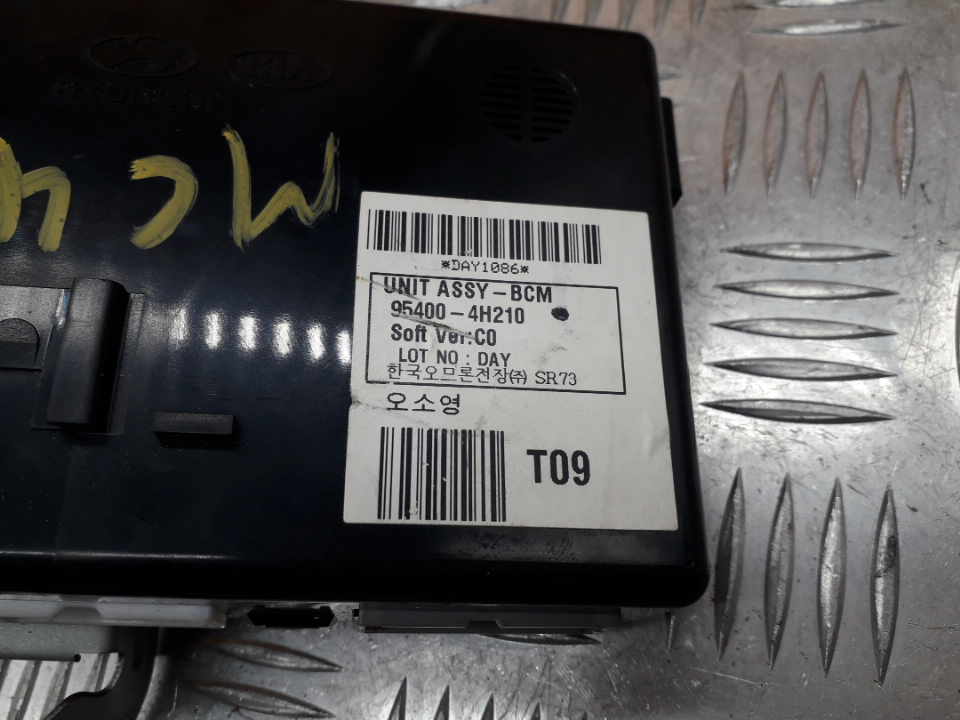 MCU
*DAY1086*
UNIT ASSY-BCM
95400-4H210
Soft Ver:C0
LOT NO : DAY
한국오므론전장㈜ SR73
오소영
T09